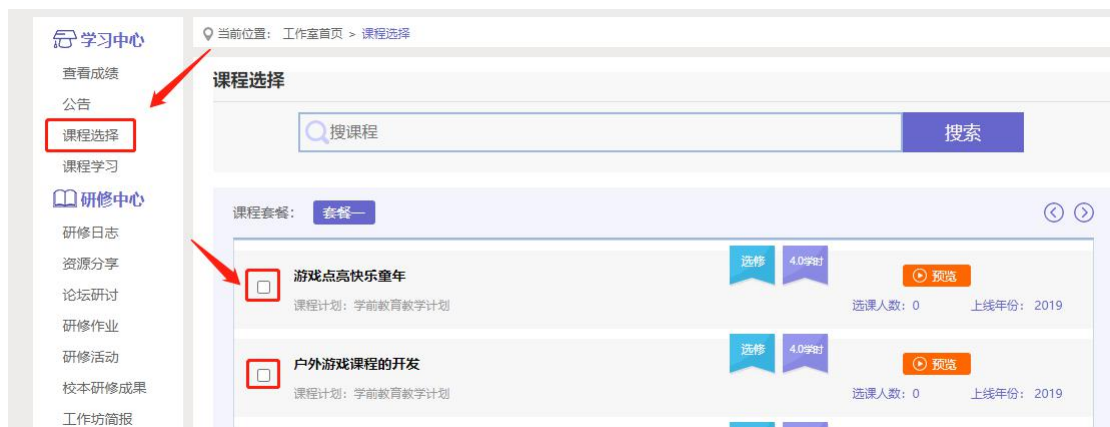 学习中心
查看成绩
公告
课程选择
课程学习
研修中心
研修日志
资源分享
论坛研讨
研修作业
研修活动
校本研修成果
工作坊简报
当前位置： 工作室首页 > 课程选择
课程选择
搜课程 搜索
课程套餐： 套餐一
游戏点亮快乐童年 选修 4.0学时 预览
课程计划：学前教育教学计划 选课人数：0 上线年份：2019
户外游戏课程的开发 选修 4.0学时 预览
课程计划：学前教育教学计划 选课人数：0 上线年份：2019